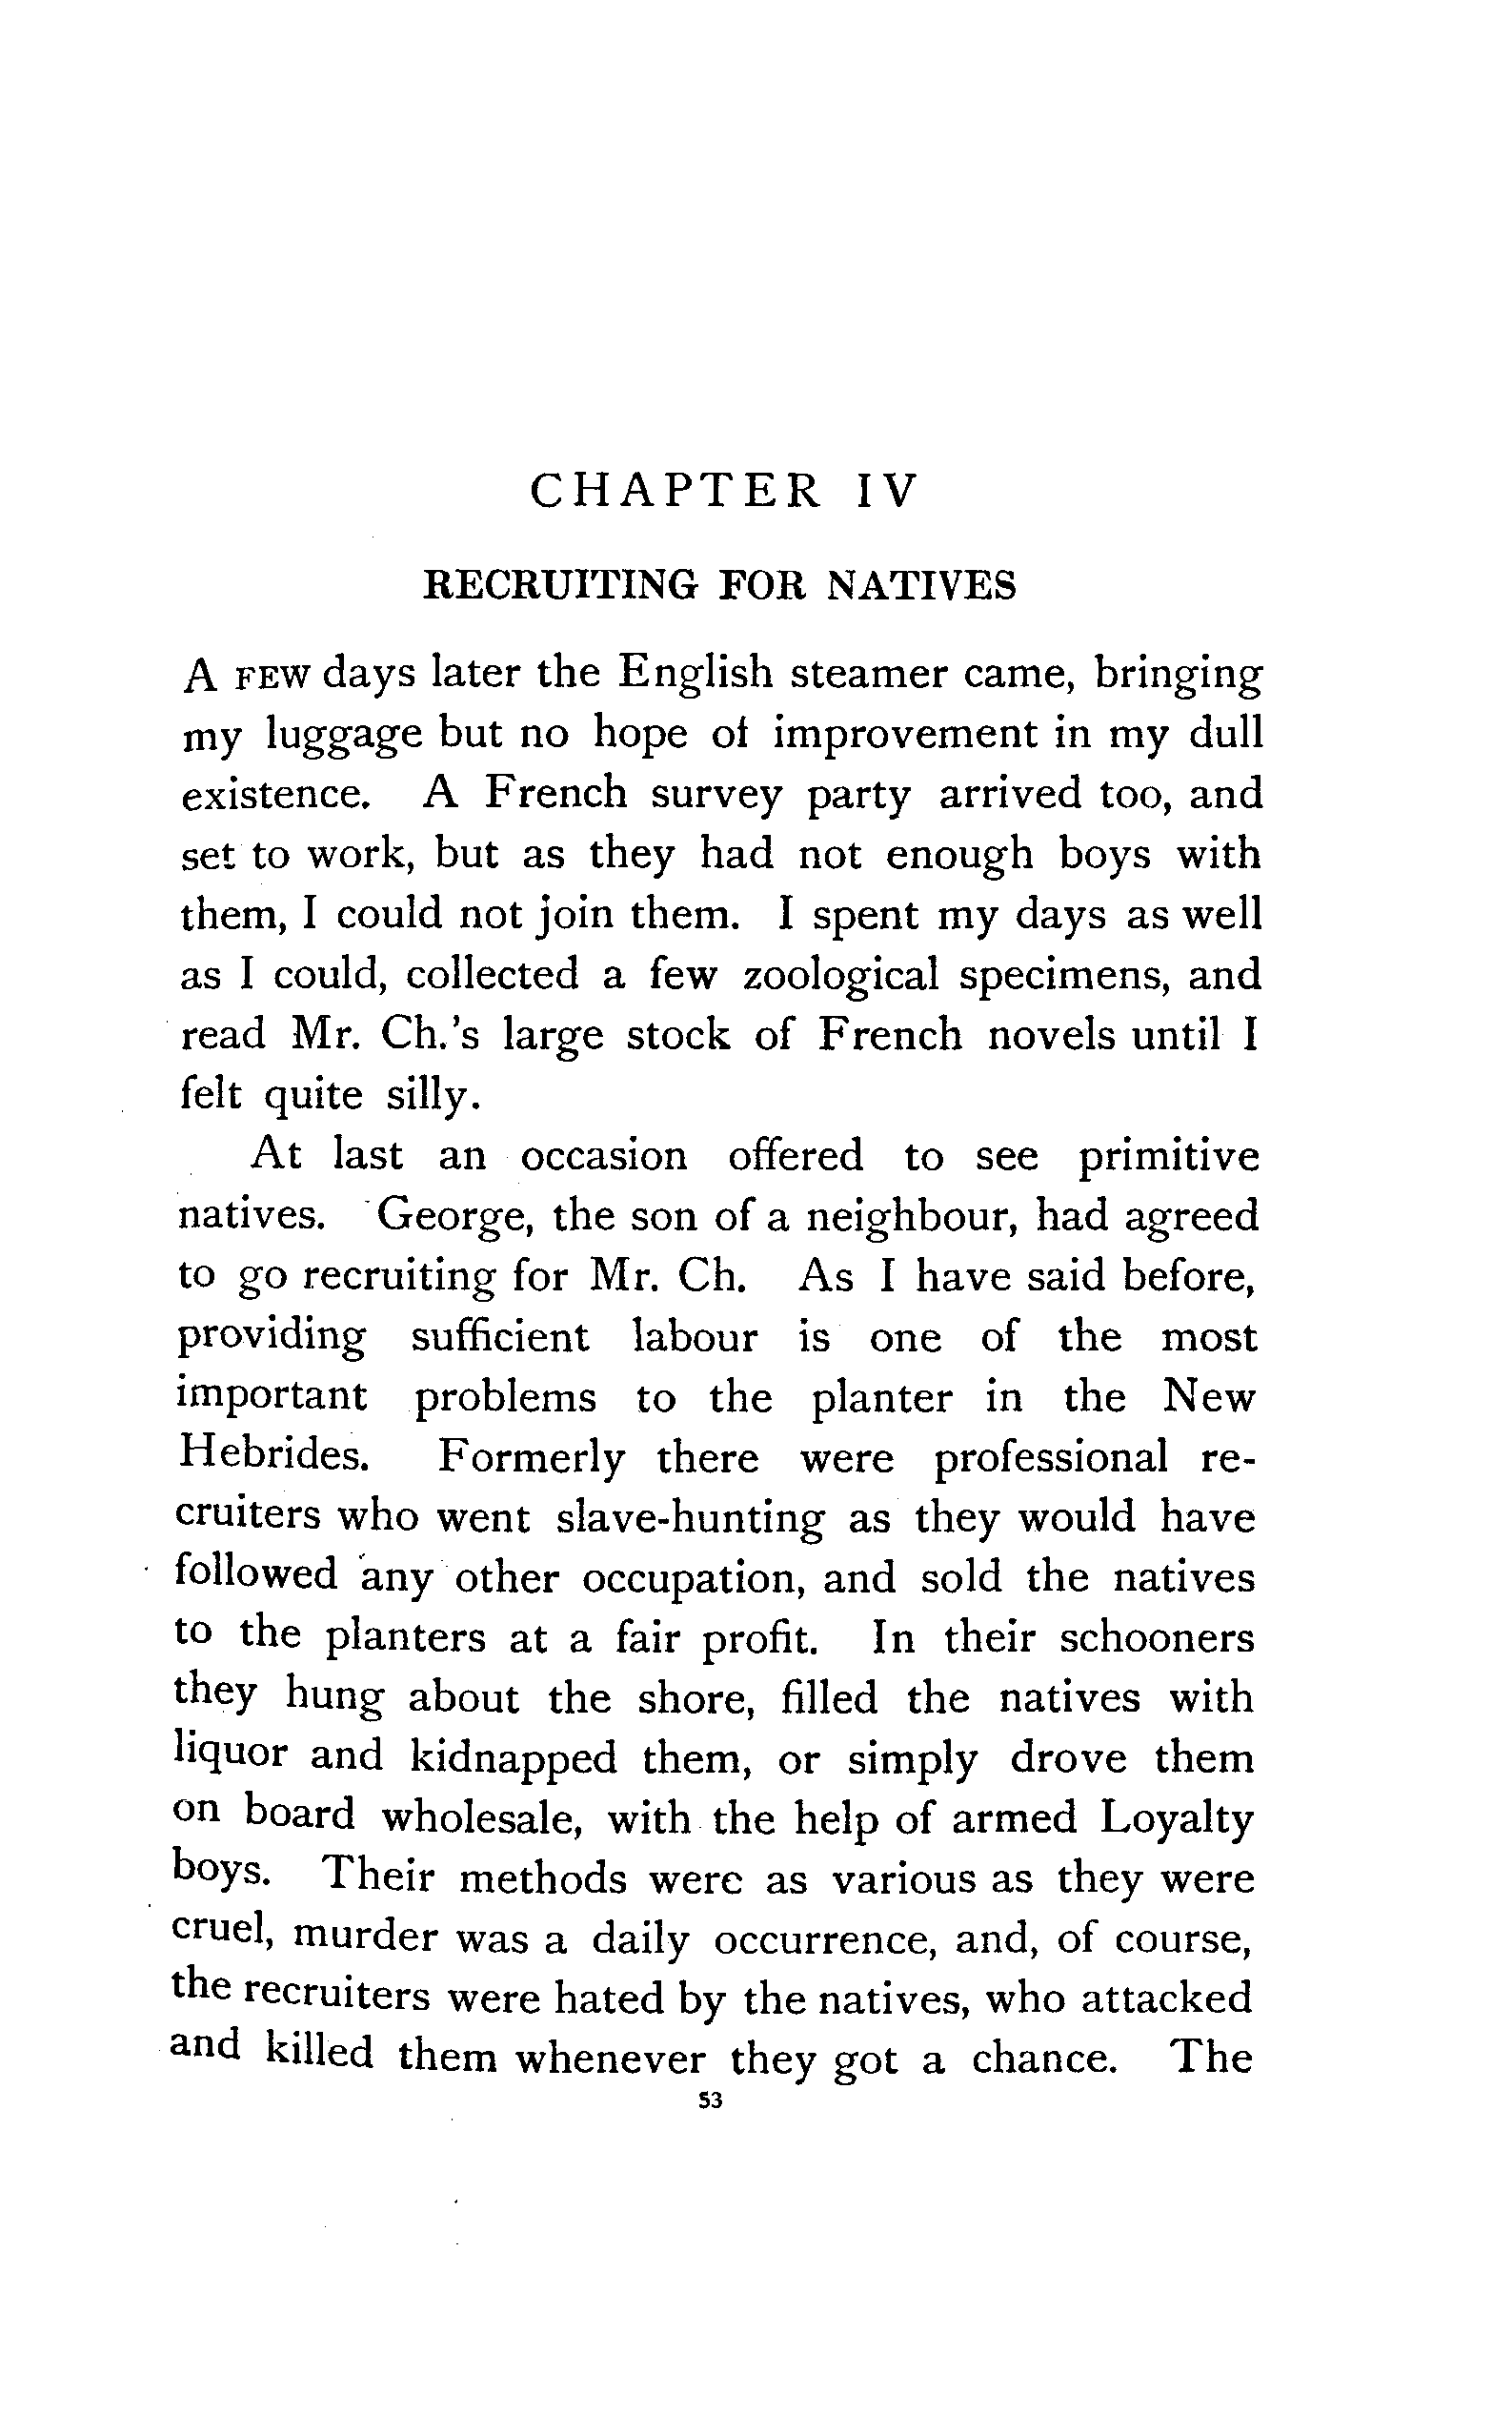 CHAPTER IV
RECRUITING FOR NATIVES
A FEW days later the English steamer came, bringing
my luggage but no hope of improvement in my dull
existence. A French survey party arrived too, and
set to work, but as they had not enough boys with
them, I could not join them. I spent my days as well
as I could, collected a few zoological specimens, and
read Mr. Ch.'s large stock of French novels until I
felt quite silly.
At last an occasion offered to see primitive
natives. George, the son of a neighbour, had agreed
to go recruiting for Mr. Ch. As I have said before,
providing sufficient labour is one of the most
important problems to the planter in the New
Hebrides. Formerly there were professional re-
cruiters who went slave-hunting as they would have
followed any other occupation, and sold the natives
to the planters at a fair profit. In their schooners
they hung about the shore, filled the natives with
liquor and kidnapped them, or simply drove them
on board wholesale, with the help of armed Loyalty
boys. Their methods were as various as they were
cruel, murder was a daily occurrence, and, of course,
the recruiters were hated by the natives, who attacked
and killed them whenever they got a chance. The
53